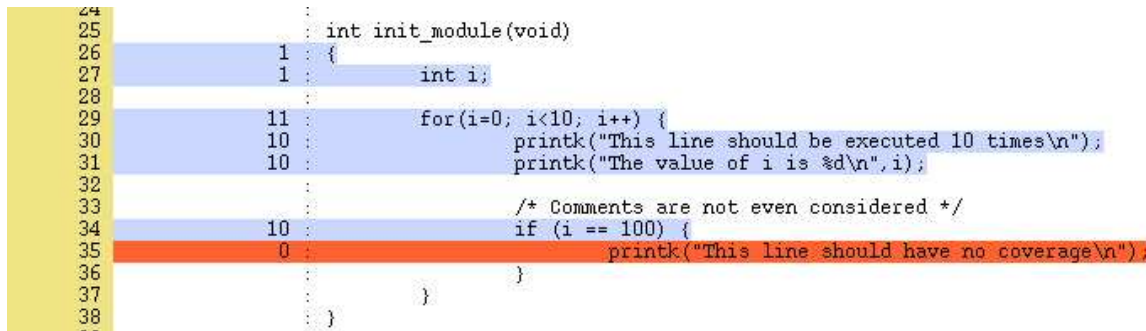 24 :
25 : int init_module(void)
26 1 : {
27 1 : int i;
28 :
29 11 : for(i=0; i<10; i++) {
30 10 : printk("This line should be executed 10 times\n");
31 10 : printk("The value of i is %d\n",i);
32 :
33 : /* Comments are not even considered */
34 10 : if (i == 100) {
35 0 : printk("This line should have no coverage\n");
36 : }
37 : }
38 : }